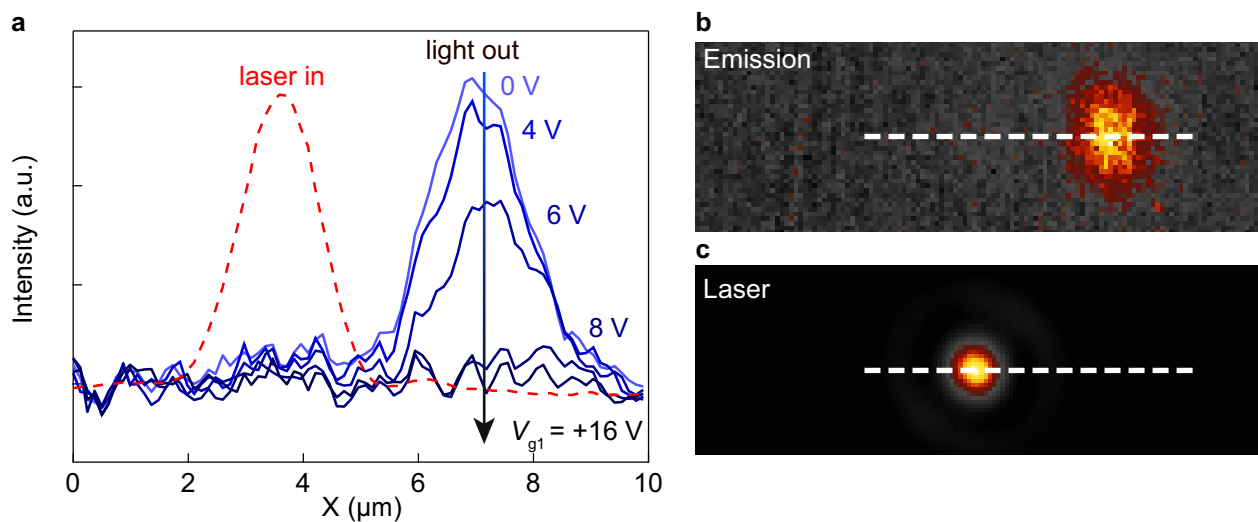 a
laser in
light out
0 V
4 V
6 V
8 V
Vg1 = +16 V
Intensity (a.u.)
0 2 4 6 8 10
X (µm)
b
Emission
c
Laser